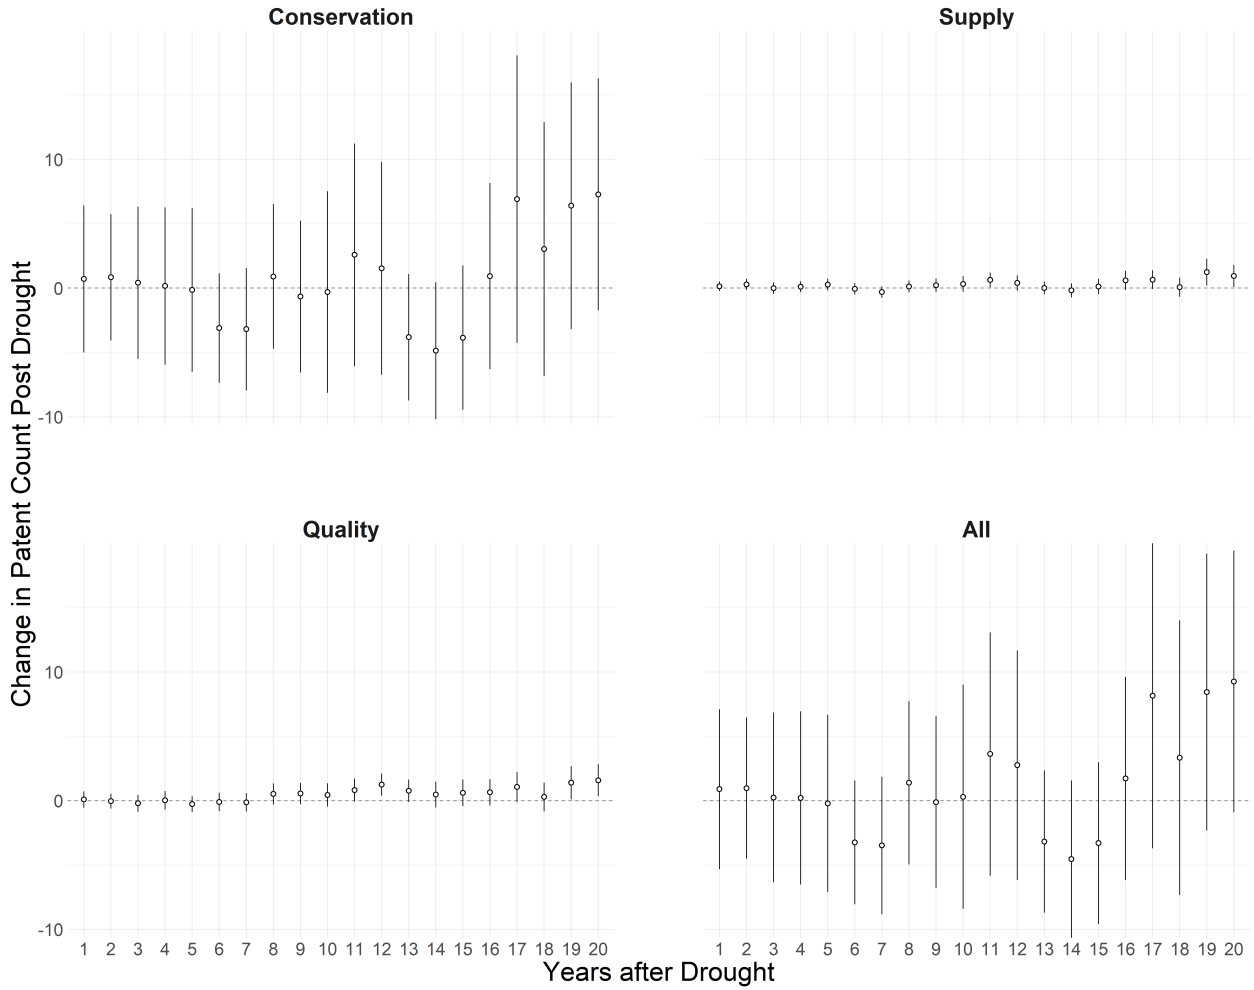 Conservation
Supply
10
0
-10
Quality
All
10
0
-10
1 2 3 4 5 6 7 8 9 10 11 12 13 14 15 16 17 18 19 20
1 2 3 4 5 6 7 8 9 10 11 12 13 14 15 16 17 18 19 20
Years after Drought
Change in Patent Count Post Drought